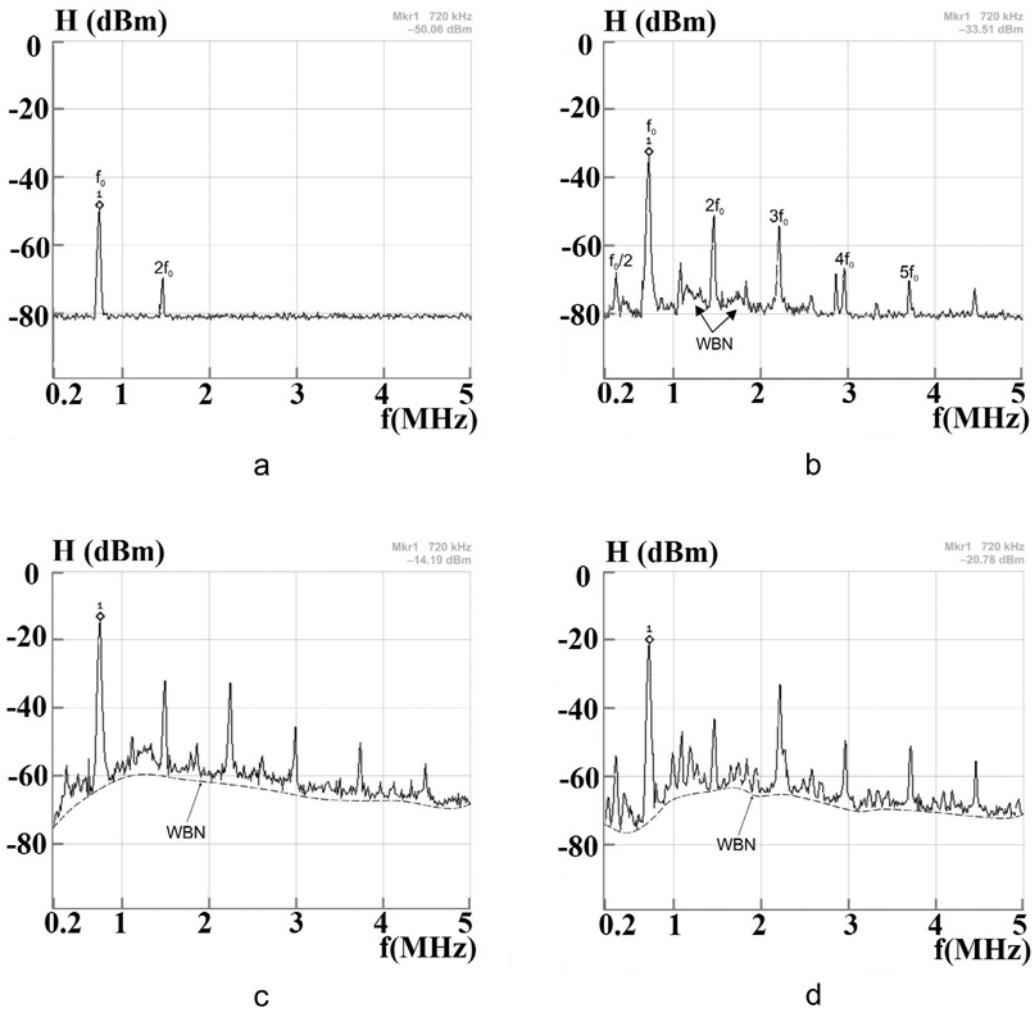 H (dBm)
Mkr1 720 kHz
–50.06 dBm
0
-20
-40
-60
-80
f₀
1
2f₀
0.2 1 2 3 4 5
f(MHz)
a
H (dBm)
Mkr1 720 kHz
–33.51 dBm
0
-20
-40
-60
-80
f₀
1
2f₀
3f₀
f₀/2
4f₀
5f₀
WBN
0.2 1 2 3 4 5
f(MHz)
b
H (dBm)
Mkr1 720 kHz
–14.19 dBm
0
-20
-40
-60
-80
1
WBN
0.2 1 2 3 4 5
f(MHz)
c
H (dBm)
Mkr1 720 kHz
–20.78 dBm
0
-20
-40
-60
-80
1
WBN
0.2 1 2 3 4 5
f(MHz)
d